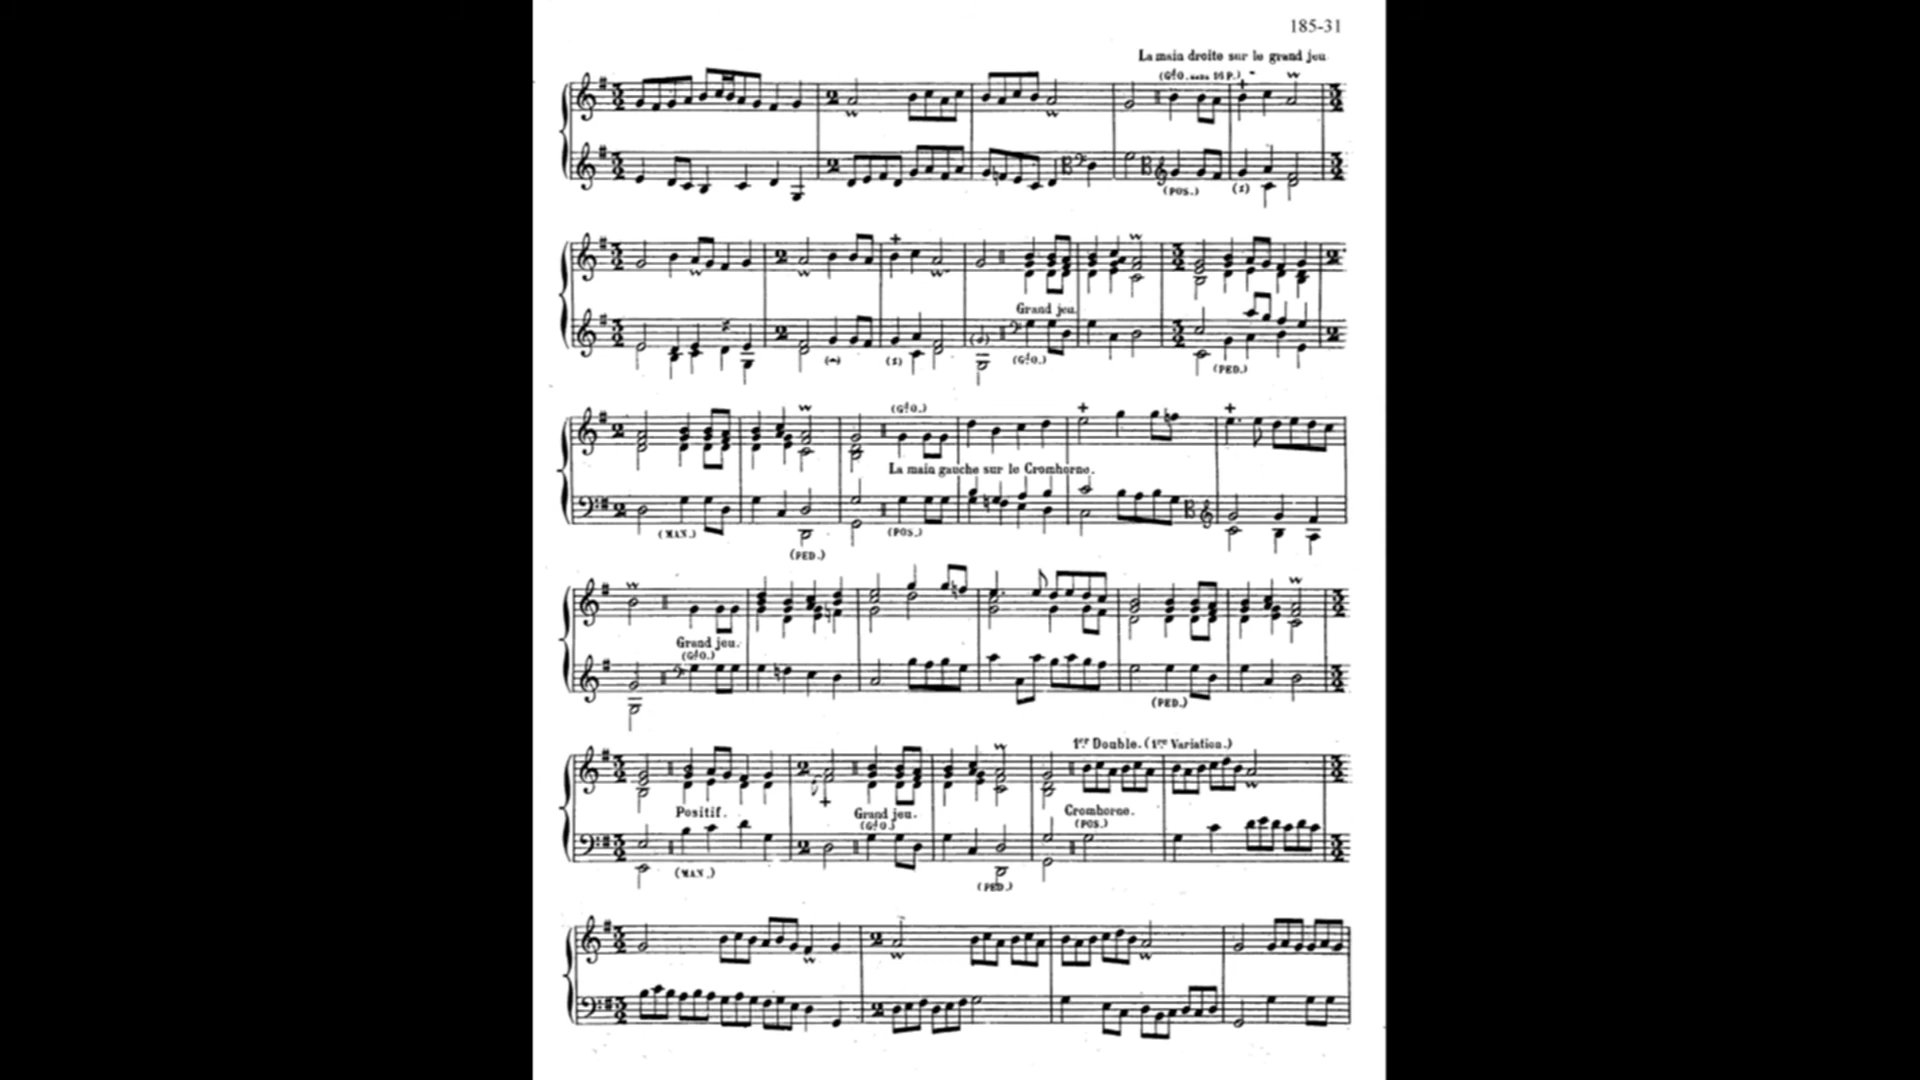 185-31
La main droite sur le grand jeu
(Gᵈ O. sans 16 P.)
(POS.)
(♯)
Grand jeu.
(~)
(♯)
(Gᵈ O.)
(PED.)
(Gᵈ O.)
La main gauche sur le Cromhorne.
(MAN.)
(POS.)
(PED.)
Grand jeu.
(Gᵈ O.)
(PED.)
1ᵉʳ Double. (1ʳᵉ Variation.)
Positif.
Grand jeu.
Cromhorne.
(Gᵈ O.)
(POS.)
(MAN.)
(PED.)